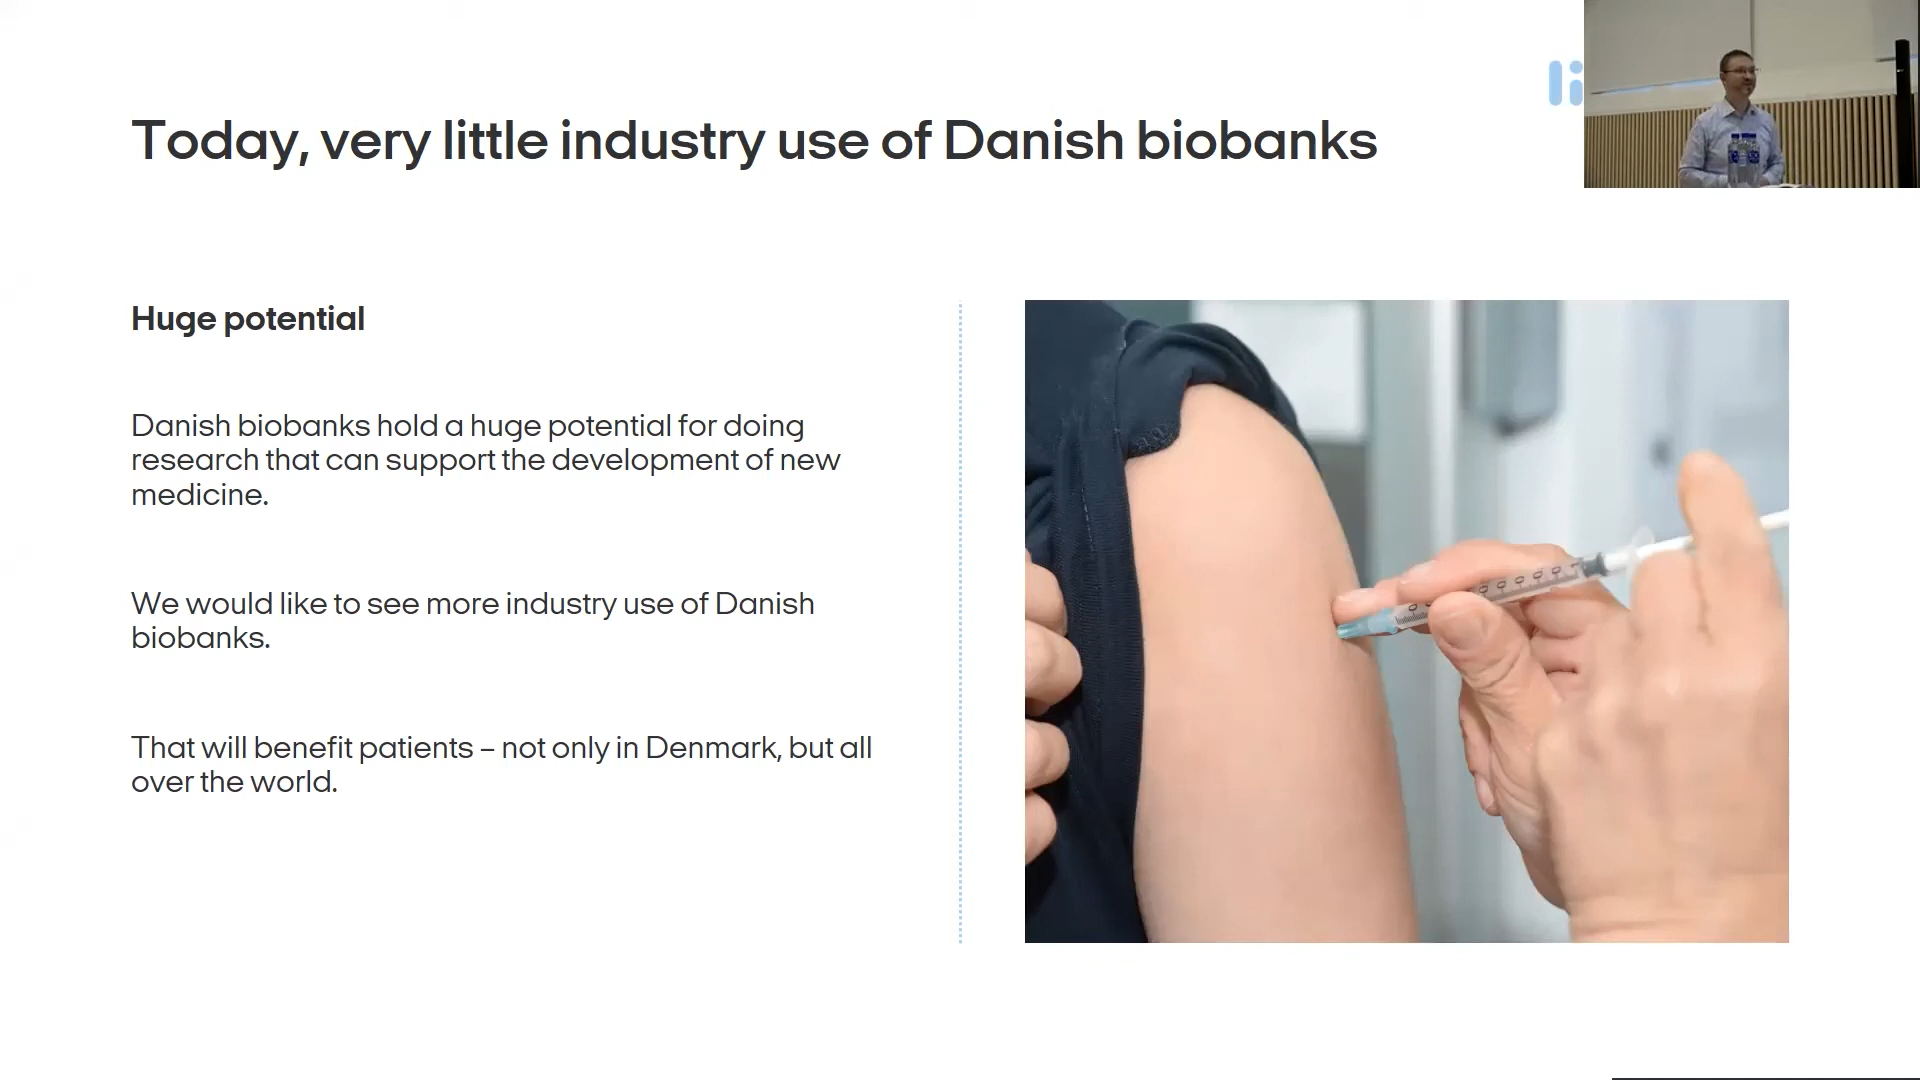 Today, very little industry use of Danish biobanks
li
Huge potential
Danish biobanks hold a huge potential for doing
research that can support the development of new
medicine.
We would like to see more industry use of Danish
biobanks.
That will benefit patients – not only in Denmark, but all
over the world.